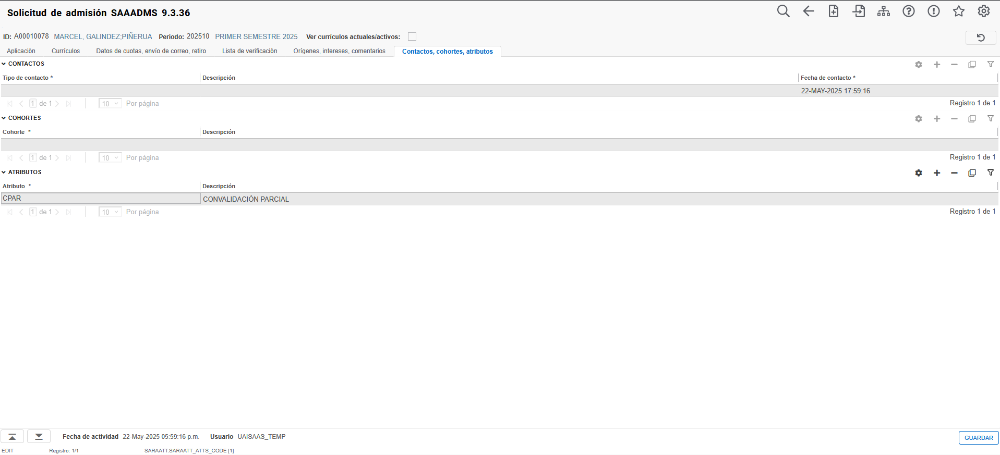 Solicitud de admisión SAAADMS 9.3.36
ID: A00010078 MARCEL, GALINDEZ;PIÑERUA Periodo: 202510 PRIMER SEMESTRE 2025 Ver currículos actuales/activos:
Aplicación Currículos Datos de cuotas, envío de correo, retiro Lista de verificación Orígenes, intereses, comentarios Contactos, cohortes, atributos
CONTACTOS
Tipo de contacto * Descripción Fecha de contacto *
22-MAY-2025 17:59:16
1 de 1 10 Por página Registro 1 de 1
COHORTES
Cohorte * Descripción
1 de 1 10 Por página Registro 1 de 1
ATRIBUTOS
Atributo * Descripción
CPAR CONVALIDACIÓN PARCIAL
1 de 1 10 Por página Registro 1 de 1
Fecha de actividad 22-May-2025 05:59:16 p.m. Usuario UAISAAS_TEMP GUARDAR
EDIT Registro: 1/1 SARAATT.SARAATT_ATTS_CODE [1]